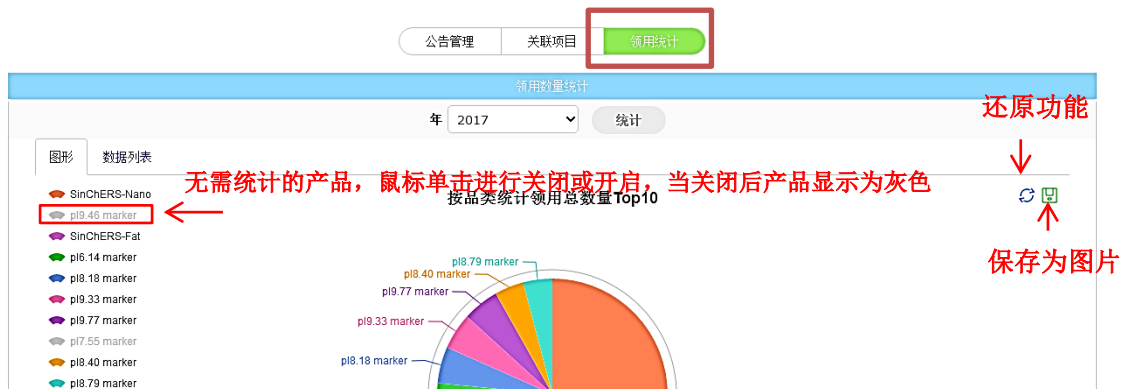 公告管理
关联项目
领用统计
领用数量统计
年 2017 统计
还原功能
图形 数据列表
无需统计的产品，鼠标单击进行关闭或开启，当关闭后产品显示为灰色
按品类统计领用总数量Top10
保存为图片
SinChERS-Nano
pI9.46 marker
SinChERS-Fat
pI6.14 marker
pI8.18 marker
pI9.33 marker
pI9.77 marker
pI7.55 marker
pI8.40 marker
pI8.79 marker
pI8.79 marker
pI8.40 marker
pI9.77 marker
pI9.33 marker
pI8.18 marker